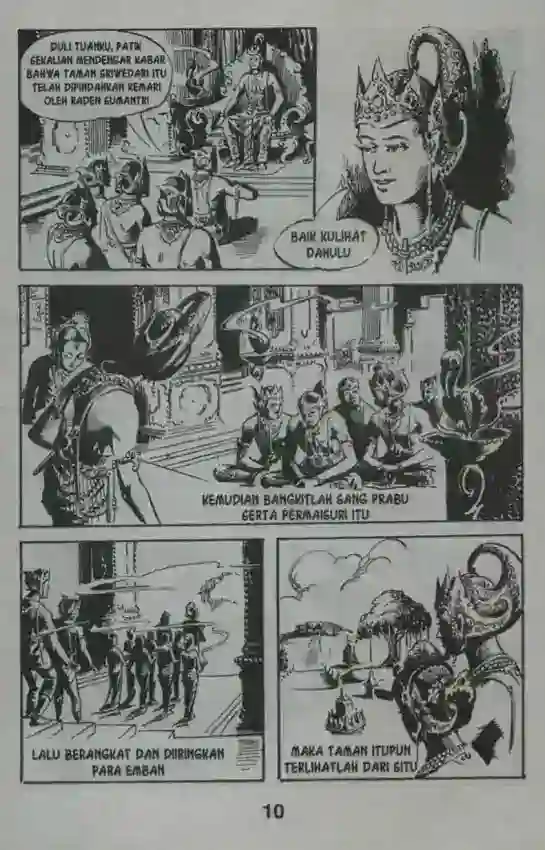 DULI TUANKU, PATIK
SEKALIAN MENDENGAR KABAR
BAHWA TAMAN SRIWEDARI ITU
TELAH DIPINDAHKAN KEMARI
OLEH RADEN SUMANTRI
BAIK KULIHAT
DAHULU
KEMUDIAN BANGKITLAH SANG PRABU
SERTA PERMAISURI ITU
LALU BERANGKAT DAN DIIRINGKAN
PARA EMBAN
MAKA TAMAN ITUPUN
TERLIHATLAH DARI SITU
10